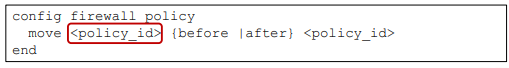 config firewall policy
move <policy_id> {before |after} <policy_id>
end